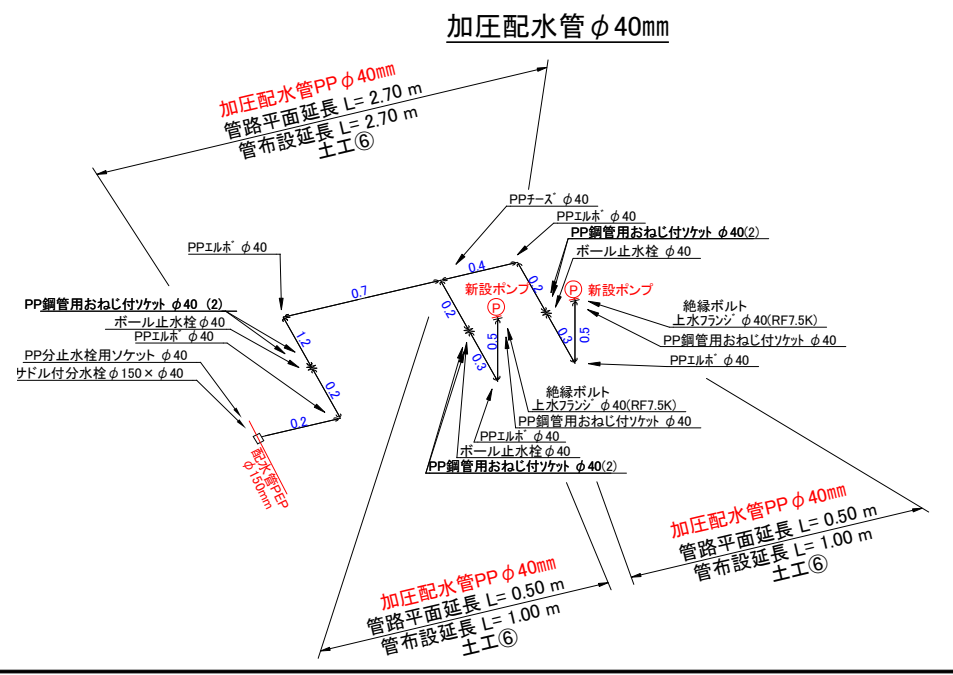 加圧配水管φ40mm
加圧配水管PPφ40mm
管路平面延長 L= 2.70 m
管布設延長 L= 2.70 m
土工⑥
PPチーズ φ40
PPエルボ φ40
PP鋼管用おねじ付ソケット φ40(2)
ボール止水栓 φ40
PPエルボ φ40
0.7
0.4
0.2
新設ポンプ
P
0.2
P
新設ポンプ
絶縁ボルト
上水フランジ φ40(RF7.5K)
PP鋼管用おねじ付ソケット φ40
PPエルボ φ40
PP鋼管用おねじ付ソケット φ40 (2)
ボール止水栓φ40
PPエルボ φ40
PP分止水栓用ソケット φ40
サドル付分水栓φ150×φ40
1.2
0.2
0.2
0.3
0.5
0.3
0.5
絶縁ボルト
上水フランジ φ40(RF7.5K)
PP鋼管用おねじ付ソケット φ40
PPエルボ φ40
ボール止水栓φ40
PP鋼管用おねじ付ソケット φ40(2)
配水管PEP
φ150mm
加圧配水管PPφ40mm
管路平面延長 L= 0.50 m
管布設延長 L= 1.00 m
土工⑥
加圧配水管PPφ40mm
管路平面延長 L= 0.50 m
管布設延長 L= 1.00 m
土工⑥